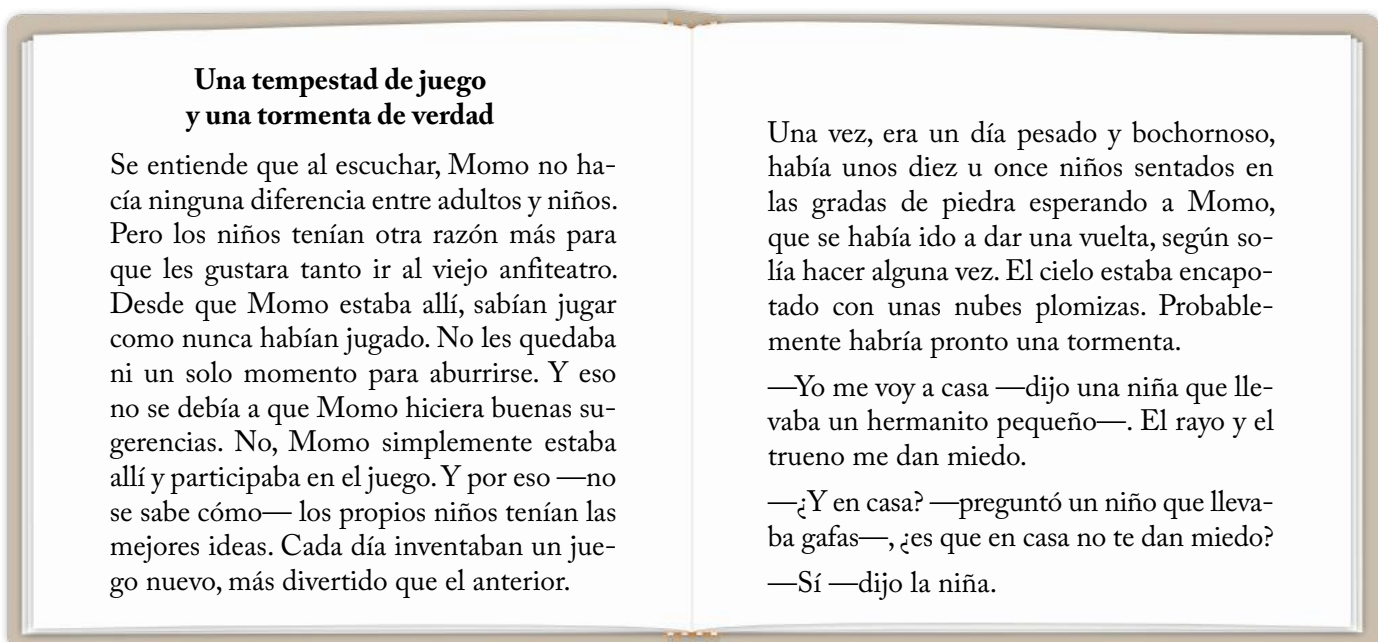 Una tempestad de juego
y una tormenta de verdad
Se entiende que al escuchar, Momo no ha-
cía ninguna diferencia entre adultos y niños.
Pero los niños tenían otra razón más para
que les gustara tanto ir al viejo anfiteatro.
Desde que Momo estaba allí, sabían jugar
como nunca habían jugado. No les quedaba
ni un solo momento para aburrirse. Y eso
no se debía a que Momo hiciera buenas su-
gerencias. No, Momo simplemente estaba
allí y participaba en el juego. Y por eso —no
se sabe cómo— los propios niños tenían las
mejores ideas. Cada día inventaban un jue-
go nuevo, más divertido que el anterior.
Una vez, era un día pesado y bochornoso,
había unos diez u once niños sentados en
las gradas de piedra esperando a Momo,
que se había ido a dar una vuelta, según so-
lía hacer alguna vez. El cielo estaba encapo-
tado con unas nubes plomizas. Probable-
mente habría pronto una tormenta.
—Yo me voy a casa —dijo una niña que lle-
vaba un hermanito pequeño—. El rayo y el
trueno me dan miedo.
—¿Y en casa? —preguntó un niño que lleva-
ba gafas—, ¿es que en casa no te dan miedo?
—Sí —dijo la niña.